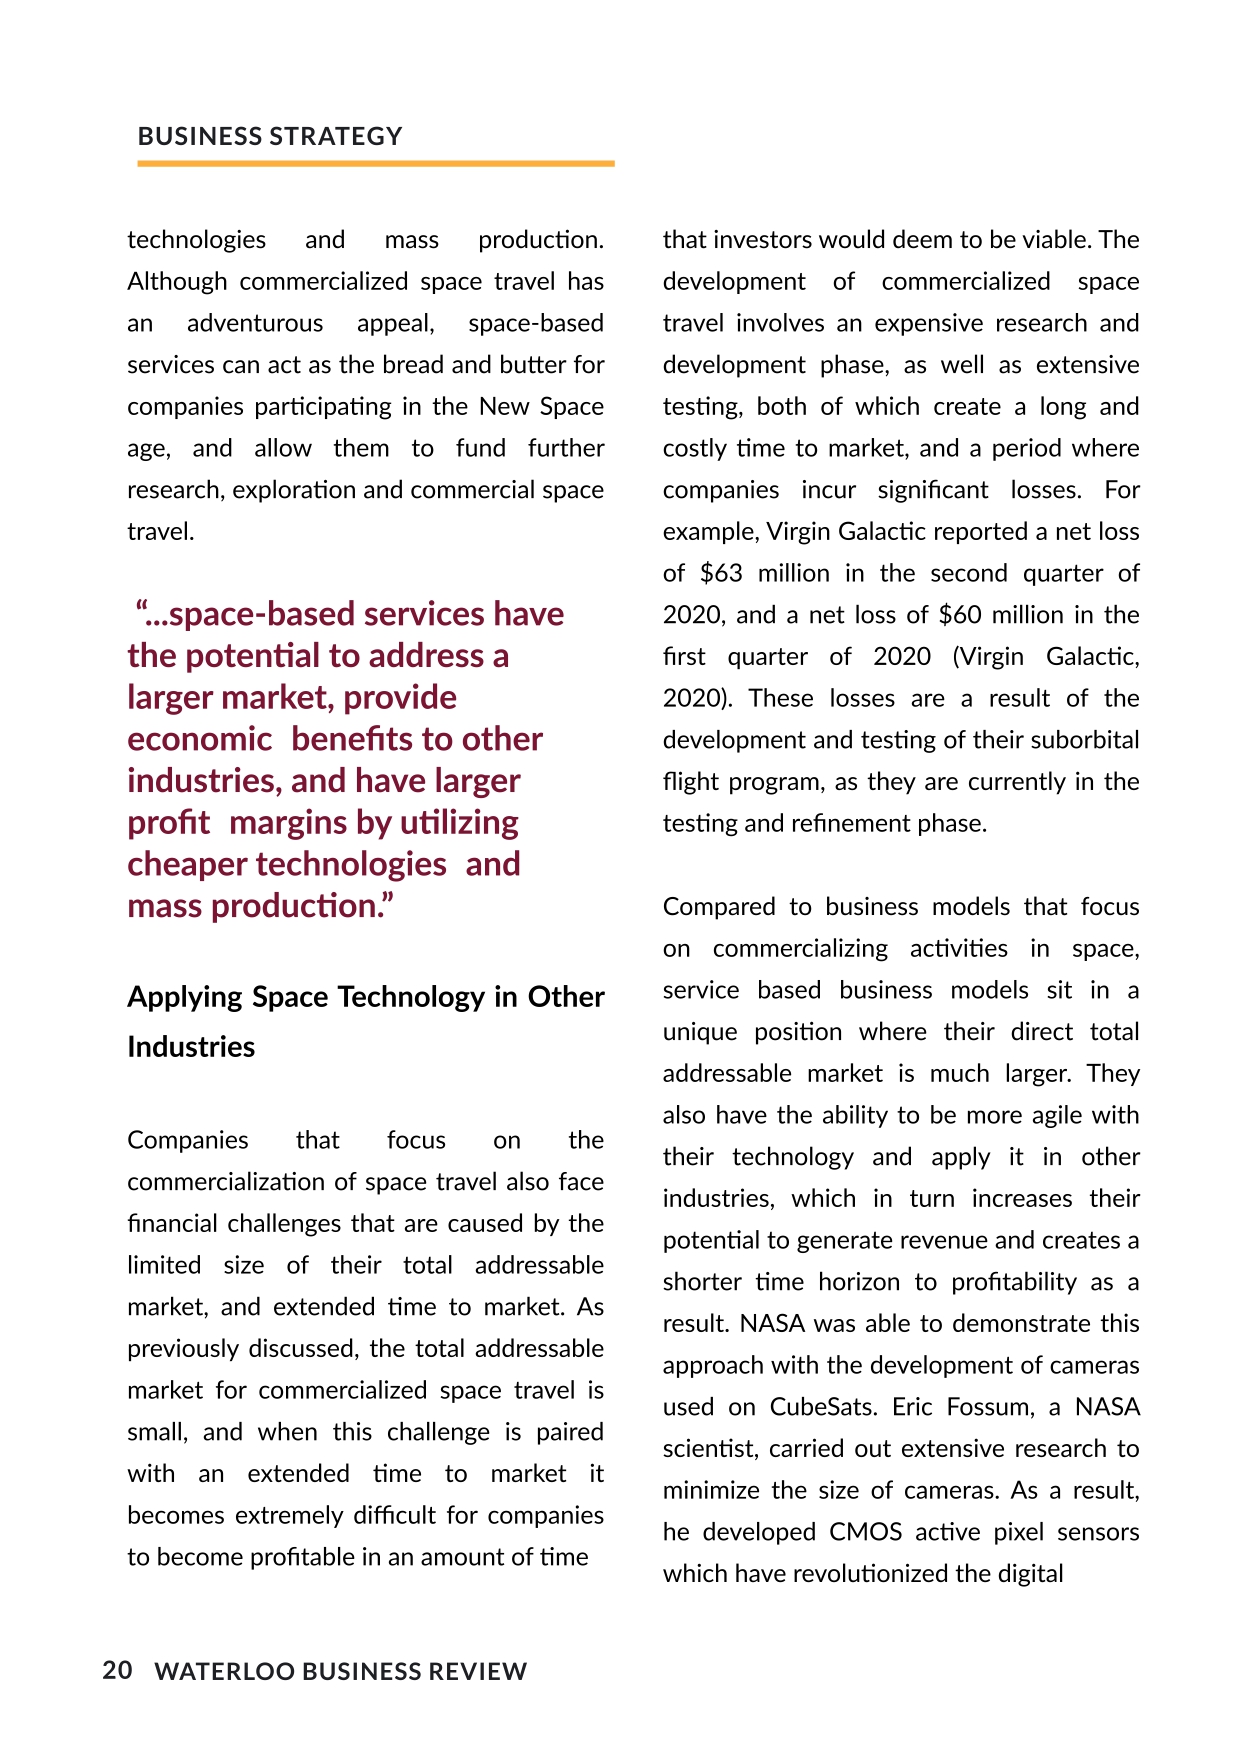 BUSINESS STRATEGY
technologies and mass production.
Although commercialized space travel has
an adventurous appeal, space-based
services can act as the bread and butter for
companies participating in the New Space
age, and allow them to fund further
research, exploration and commercial space
travel.
“...space-based services have
the potential to address a
larger market, provide
economic benefits to other
industries, and have larger
profit margins by utilizing
cheaper technologies and
mass production.”
Applying Space Technology in Other
Industries
Companies that focus on the
commercialization of space travel also face
financial challenges that are caused by the
limited size of their total addressable
market, and extended time to market. As
previously discussed, the total addressable
market for commercialized space travel is
small, and when this challenge is paired
with an extended time to market it
becomes extremely difficult for companies
to become profitable in an amount of time
that investors would deem to be viable. The
development of commercialized space
travel involves an expensive research and
development phase, as well as extensive
testing, both of which create a long and
costly time to market, and a period where
companies incur significant losses. For
example, Virgin Galactic reported a net loss
of $63 million in the second quarter of
2020, and a net loss of $60 million in the
first quarter of 2020 (Virgin Galactic,
2020). These losses are a result of the
development and testing of their suborbital
flight program, as they are currently in the
testing and refinement phase.
Compared to business models that focus
on commercializing activities in space,
service based business models sit in a
unique position where their direct total
addressable market is much larger. They
also have the ability to be more agile with
their technology and apply it in other
industries, which in turn increases their
potential to generate revenue and creates a
shorter time horizon to profitability as a
result. NASA was able to demonstrate this
approach with the development of cameras
used on CubeSats. Eric Fossum, a NASA
scientist, carried out extensive research to
minimize the size of cameras. As a result,
he developed CMOS active pixel sensors
which have revolutionized the digital
20 WATERLOO BUSINESS REVIEW